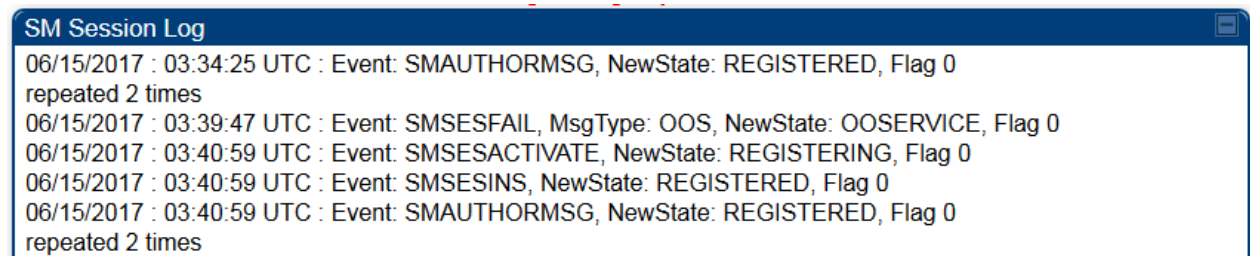 SM Session Log
06/15/2017 : 03:34:25 UTC : Event: SMAUTHORMSG, NewState: REGISTERED, Flag 0
repeated 2 times
06/15/2017 : 03:39:47 UTC : Event: SMSESFAIL, MsgType: OOS, NewState: OOSERVICE, Flag 0
06/15/2017 : 03:40:59 UTC : Event: SMSESACTIVATE, NewState: REGISTERING, Flag 0
06/15/2017 : 03:40:59 UTC : Event: SMSESINS, NewState: REGISTERED, Flag 0
06/15/2017 : 03:40:59 UTC : Event: SMAUTHORMSG, NewState: REGISTERED, Flag 0
repeated 2 times